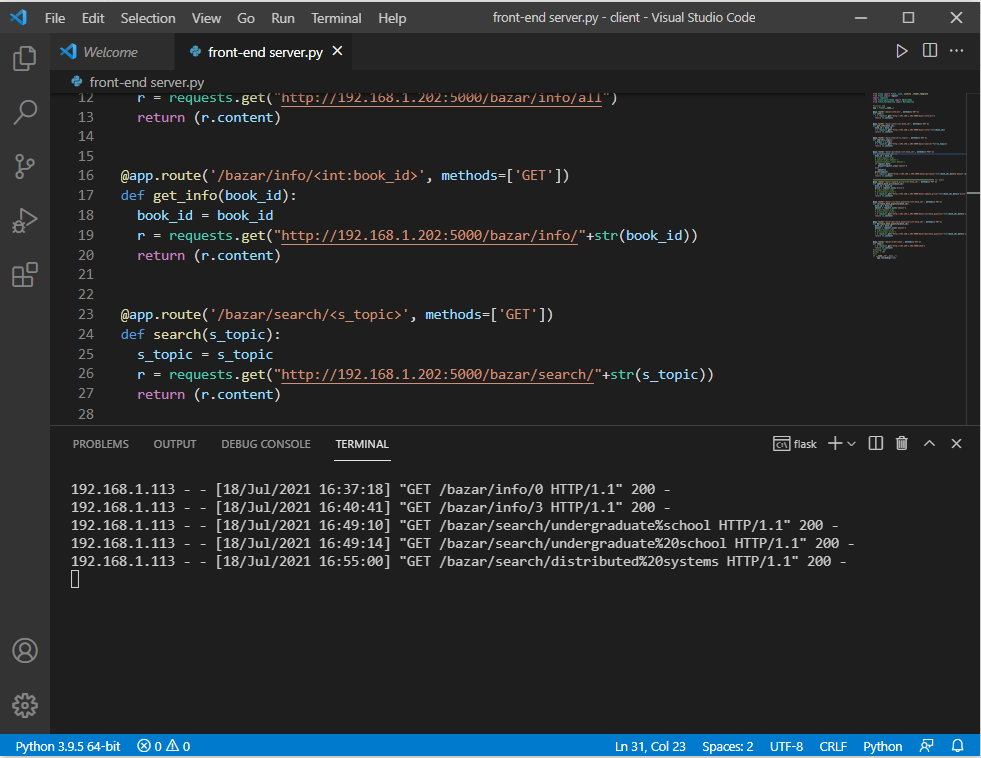 File Edit Selection View Go Run Terminal Help front-end server.py - client - Visual Studio Code
Welcome front-end server.py
front-end server.py
12 r = requests.get("http://192.168.1.202:5000/bazar/info/all")
13 return (r.content)
14
15
16 @app.route('/bazar/info/<int:book_id>', methods=['GET'])
17 def get_info(book_id):
18 book_id = book_id
19 r = requests.get("http://192.168.1.202:5000/bazar/info/"+str(book_id))
20 return (r.content)
21
22
23 @app.route('/bazar/search/<s_topic>', methods=['GET'])
24 def search(s_topic):
25 s_topic = s_topic
26 r = requests.get("http://192.168.1.202:5000/bazar/search/"+str(s_topic))
27 return (r.content)
28
PROBLEMS OUTPUT DEBUG CONSOLE TERMINAL flask
192.168.1.113 - - [18/Jul/2021 16:37:18] "GET /bazar/info/0 HTTP/1.1" 200 -
192.168.1.113 - - [18/Jul/2021 16:40:41] "GET /bazar/info/3 HTTP/1.1" 200 -
192.168.1.113 - - [18/Jul/2021 16:49:10] "GET /bazar/search/undergraduate%school HTTP/1.1" 200 -
192.168.1.113 - - [18/Jul/2021 16:49:14] "GET /bazar/search/undergraduate%20school HTTP/1.1" 200 -
192.168.1.113 - - [18/Jul/2021 16:55:00] "GET /bazar/search/distributed%20systems HTTP/1.1" 200 -
Python 3.9.5 64-bit 0 0 Ln 31, Col 23 Spaces: 2 UTF-8 CRLF Python